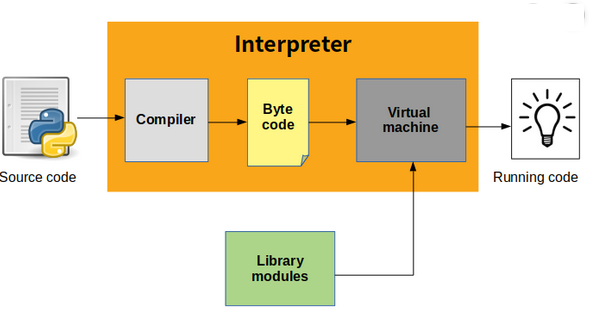 Interpreter
Compiler
Byte
code
Virtual
machine
Source code
Running code
Library
modules